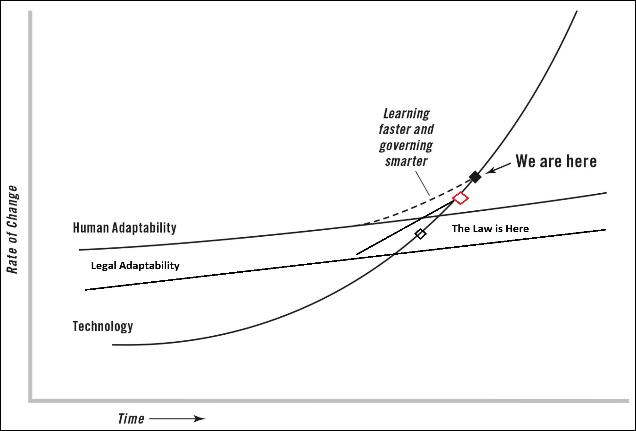 Learning
faster and
governing
smarter
We are here
Human Adaptability
The Law is Here
Legal Adaptability
Technology
Rate of Change
Time